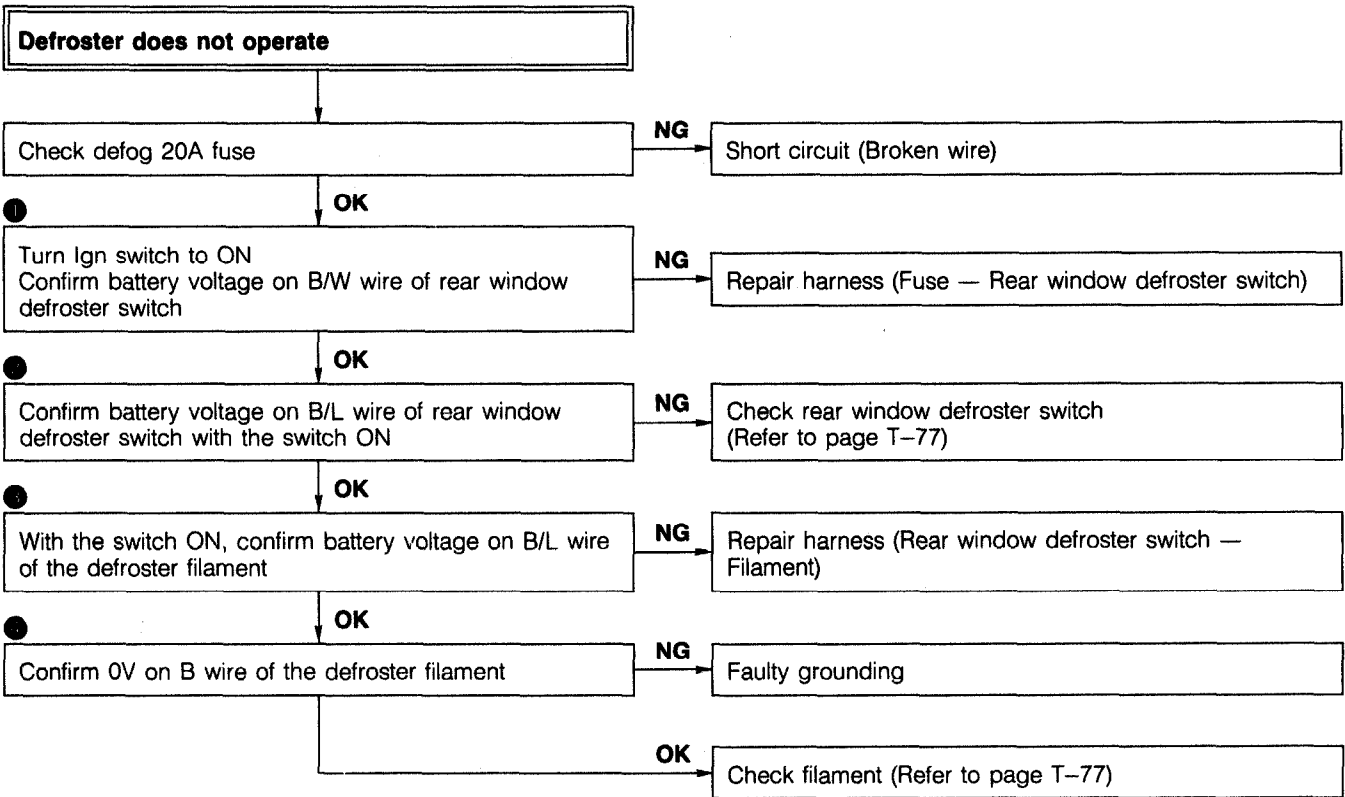 Defroster does not operate
Check defog 20A fuse
NG
Short circuit (Broken wire)
OK
Turn Ign switch to ON
Confirm battery voltage on B/W wire of rear window
defroster switch
NG
Repair harness (Fuse — Rear window defroster switch)
OK
Confirm battery voltage on B/L wire of rear window
defroster switch with the switch ON
NG
Check rear window defroster switch
(Refer to page T–77)
OK
With the switch ON, confirm battery voltage on B/L wire
of the defroster filament
NG
Repair harness (Rear window defroster switch —
Filament)
OK
Confirm 0V on B wire of the defroster filament
NG
Faulty grounding
OK
Check filament (Refer to page T–77)